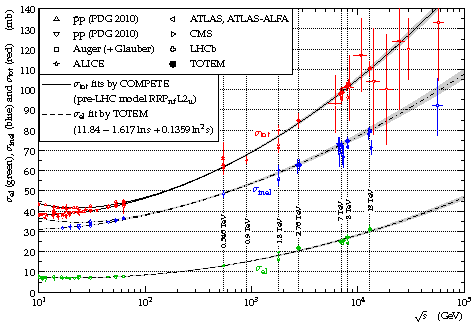 140 (mb)
130
120
110
100
90
80
70
60
50
40
30
20
10
0
σel (green), σinel (blue) and σtot (red)
p̄p (PDG 2010)
pp (PDG 2010)
Auger (+ Glauber)
ALICE
ATLAS, ATLAS-ALFA
CMS
LHCb
TOTEM
σtot fits by COMPETE
(pre-LHC model RRPnfL2u)
σel fit by TOTEM
(11.84 − 1.617 ln s + 0.1359 ln² s)
σtot
σinel
σel
0.546 TeV
0.9 TeV
1.8 TeV
2.76 TeV
7 TeV
8 TeV
13 TeV
10¹ 10² 10³ 10⁴ 10⁵
√s (GeV)